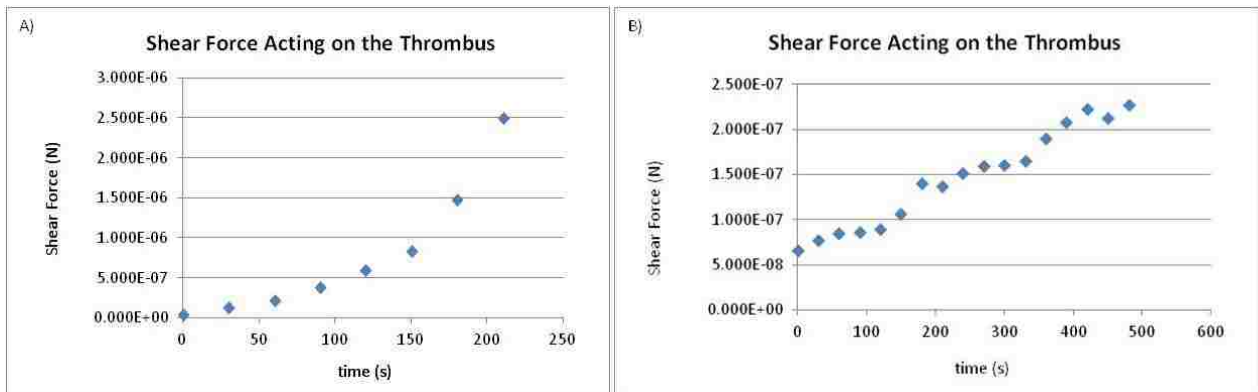 A)
Shear Force Acting on the Thrombus
Shear Force (N)
3.000E-06
2.500E-06
2.000E-06
1.500E-06
1.000E-06
5.000E-07
0.000E+00
0 50 100 150 200 250
time (s)
B)
Shear Force Acting on the Thrombus
Shear Force (N)
2.500E-07
2.000E-07
1.500E-07
1.000E-07
5.000E-08
0.000E+00
0 100 200 300 400 500 600
time (s)